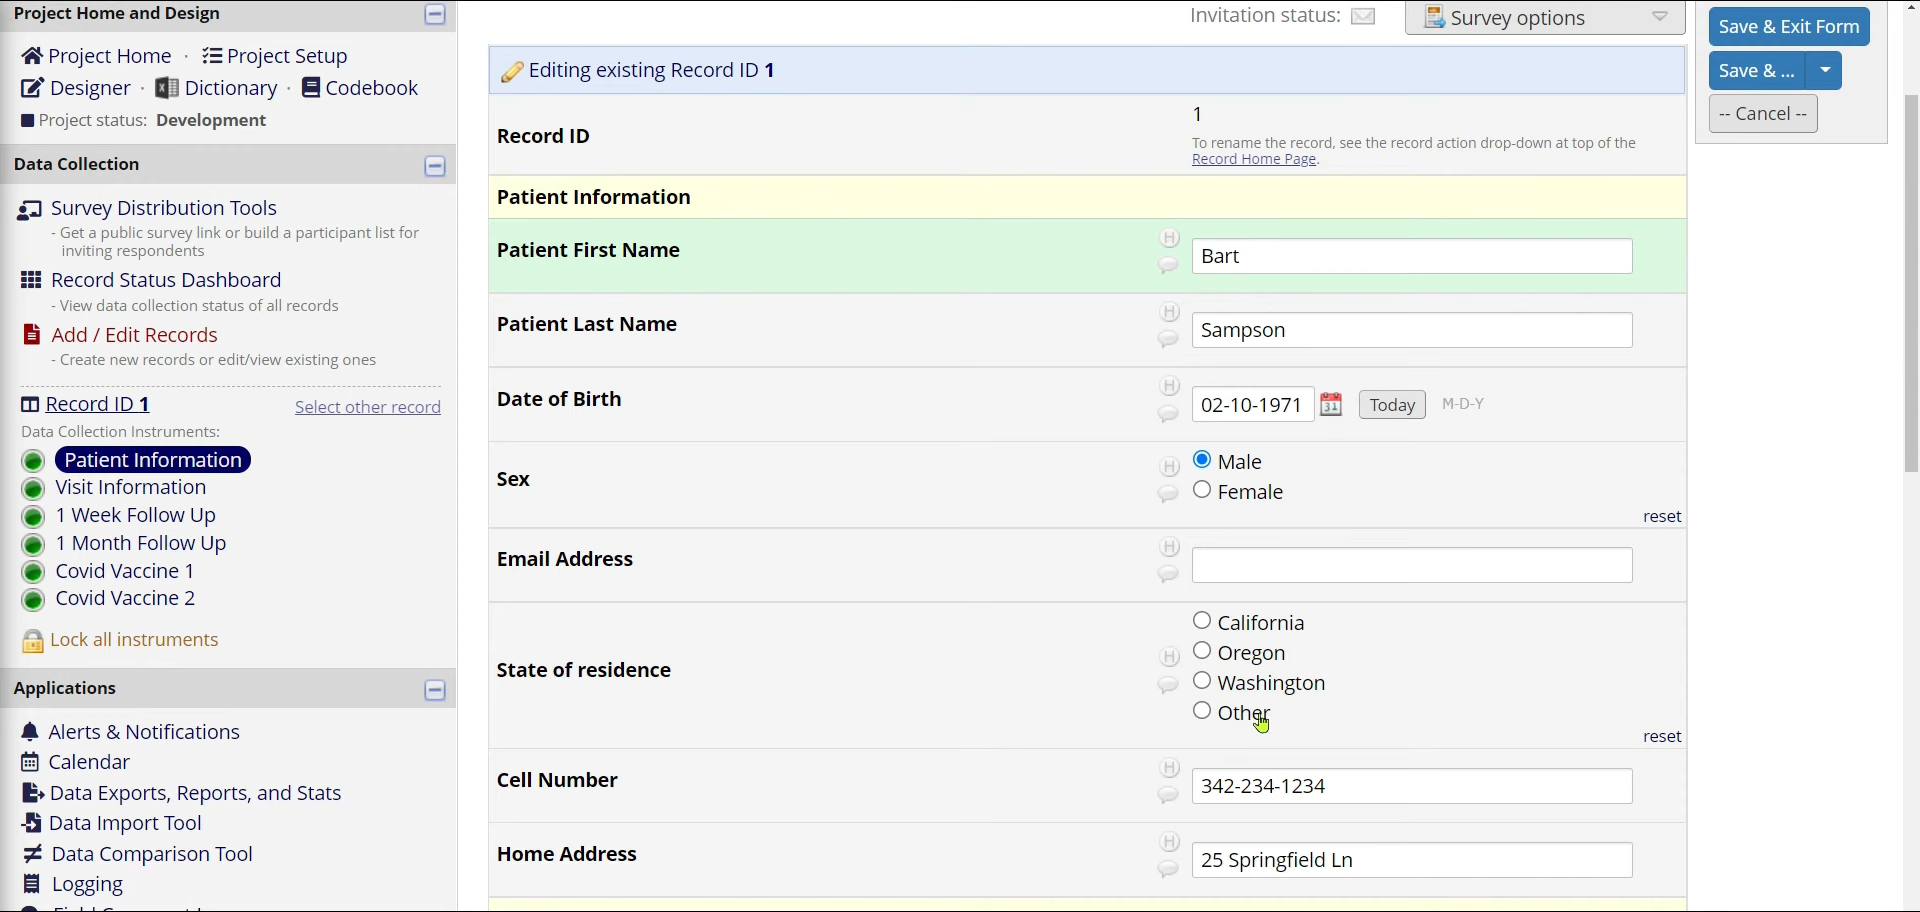 Project Home and Design
Project Home · Project Setup
Designer · Dictionary · Codebook
Project status: Development
Data Collection
Survey Distribution Tools
- Get a public survey link or build a participant list for
inviting respondents
Record Status Dashboard
- View data collection status of all records
Add / Edit Records
- Create new records or edit/view existing ones
Record ID 1 Select other record
Data Collection Instruments:
Patient Information
Visit Information
1 Week Follow Up
1 Month Follow Up
Covid Vaccine 1
Covid Vaccine 2
Lock all instruments
Applications
Alerts & Notifications
Calendar
Data Exports, Reports, and Stats
Data Import Tool
Data Comparison Tool
Logging
Invitation status: Survey options
Editing existing Record ID 1
Record ID
1
To rename the record, see the record action drop-down at top of the
Record Home Page.
Patient Information
Patient First Name H Bart
Patient Last Name H Sampson
Date of Birth H 02-10-1971 31 Today M-D-Y
Sex H
Male
Female
reset
Email Address H
State of residence H
California
Oregon
Washington
Other
reset
Cell Number H 342-234-1234
Home Address H 25 Springfield Ln
Save & Exit Form
Save & ...
-- Cancel --